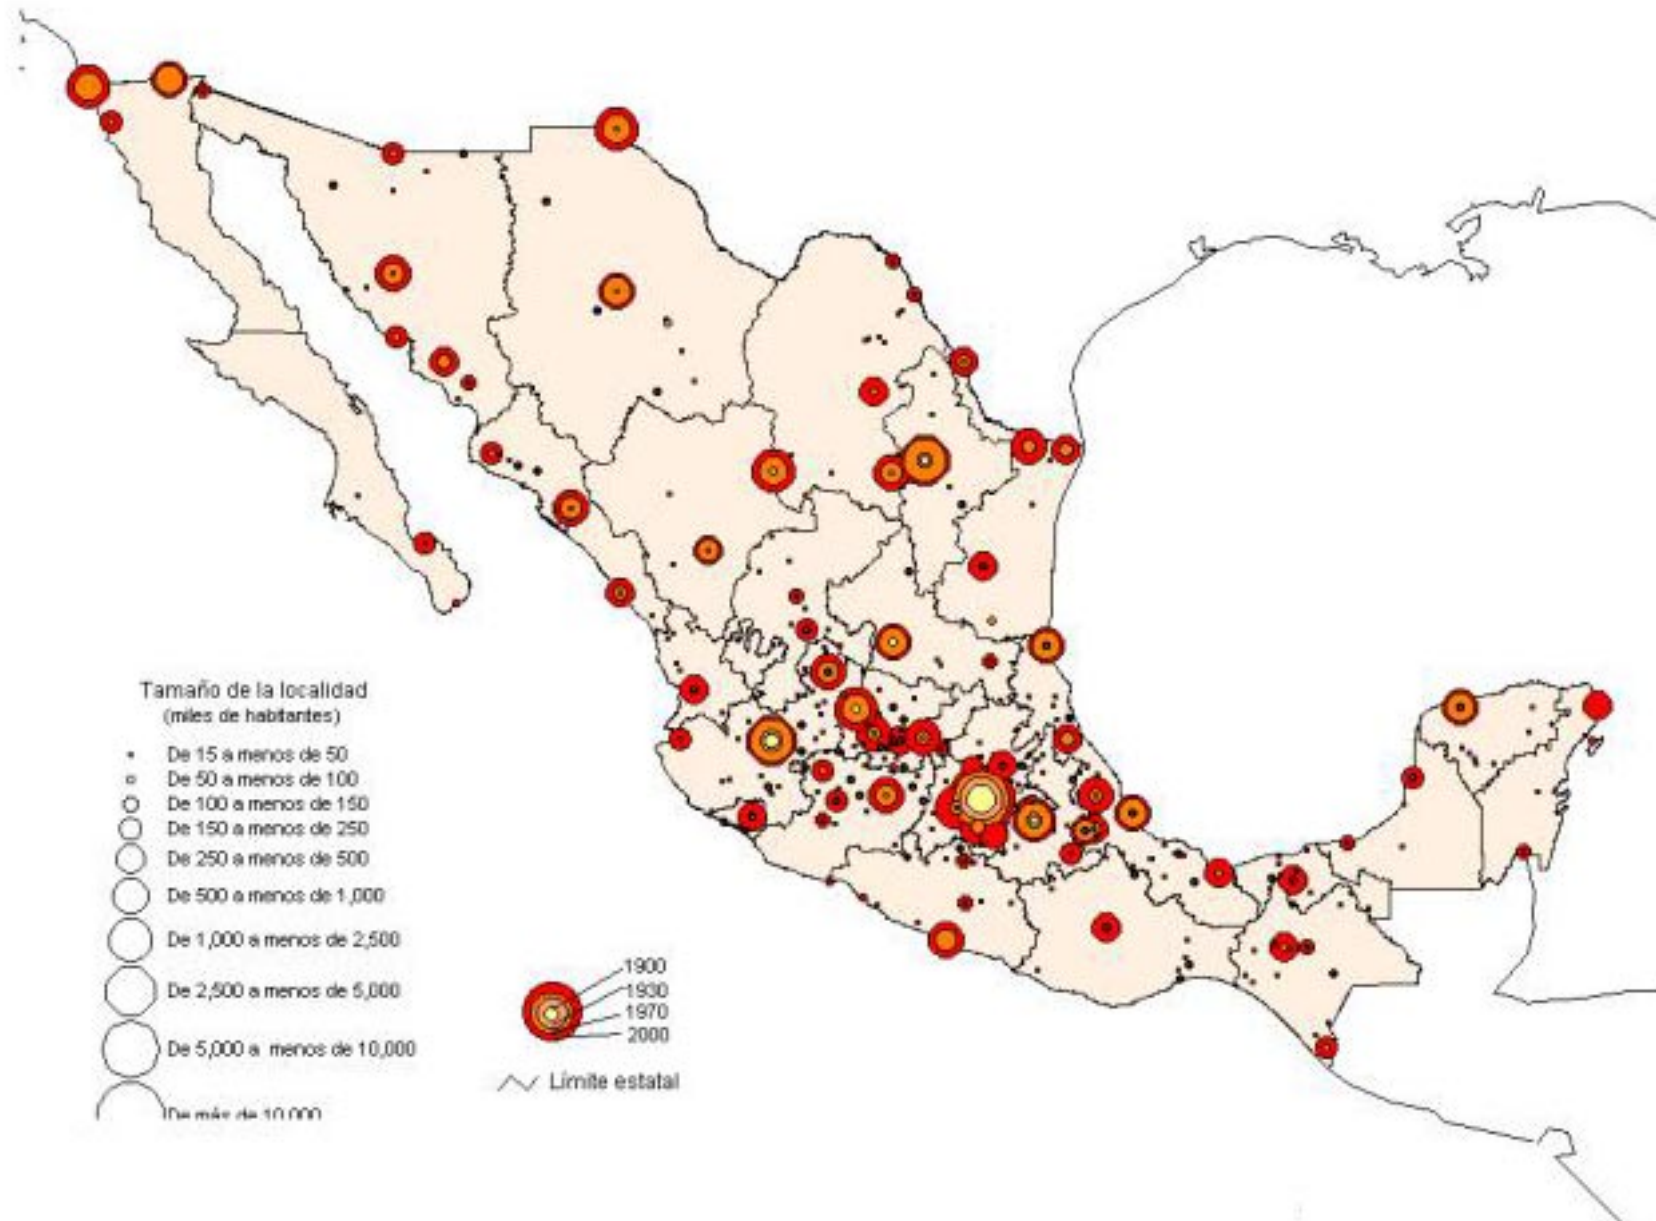 Tamaño de la localidad
(miles de habitantes)
De 15 a menos de 50
De 50 a menos de 100
De 100 a menos de 150
De 150 a menos de 250
De 250 a menos de 500
De 500 a menos de 1,000
De 1,000 a menos de 2,500
De 2,500 a menos de 5,000
De 5,000 a menos de 10,000
De más de 10,000
1900
1930
1970
2000
Límite estatal